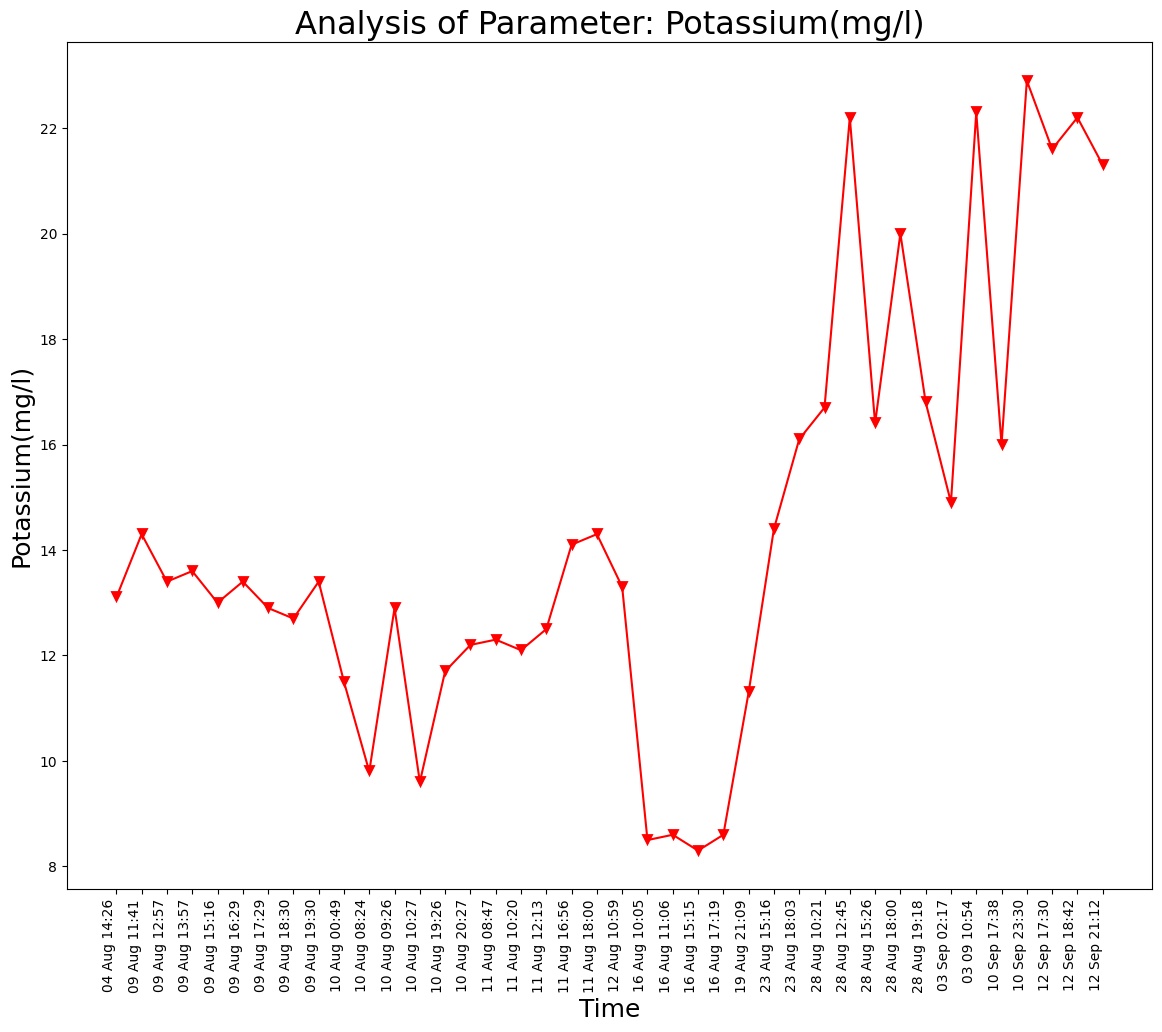 Analysis of Parameter: Potassium(mg/l)
Potassium(mg/l)
22
20
18
16
14
12
10
8
04 Aug 14:26
09 Aug 11:41
09 Aug 12:57
09 Aug 13:57
09 Aug 15:16
09 Aug 16:29
09 Aug 17:29
09 Aug 18:30
09 Aug 19:30
10 Aug 00:49
10 Aug 08:24
10 Aug 09:26
10 Aug 10:27
10 Aug 19:26
10 Aug 20:27
11 Aug 08:47
11 Aug 10:20
11 Aug 12:13
11 Aug 16:56
11 Aug 18:00
12 Aug 10:59
16 Aug 10:05
16 Aug 11:06
16 Aug 15:15
16 Aug 17:19
19 Aug 21:09
23 Aug 15:16
23 Aug 18:03
28 Aug 10:21
28 Aug 12:45
28 Aug 15:26
28 Aug 18:00
28 Aug 19:18
03 Sep 02:17
03 09 10:54
10 Sep 17:38
10 Sep 23:30
12 Sep 17:30
12 Sep 18:42
12 Sep 21:12
Time